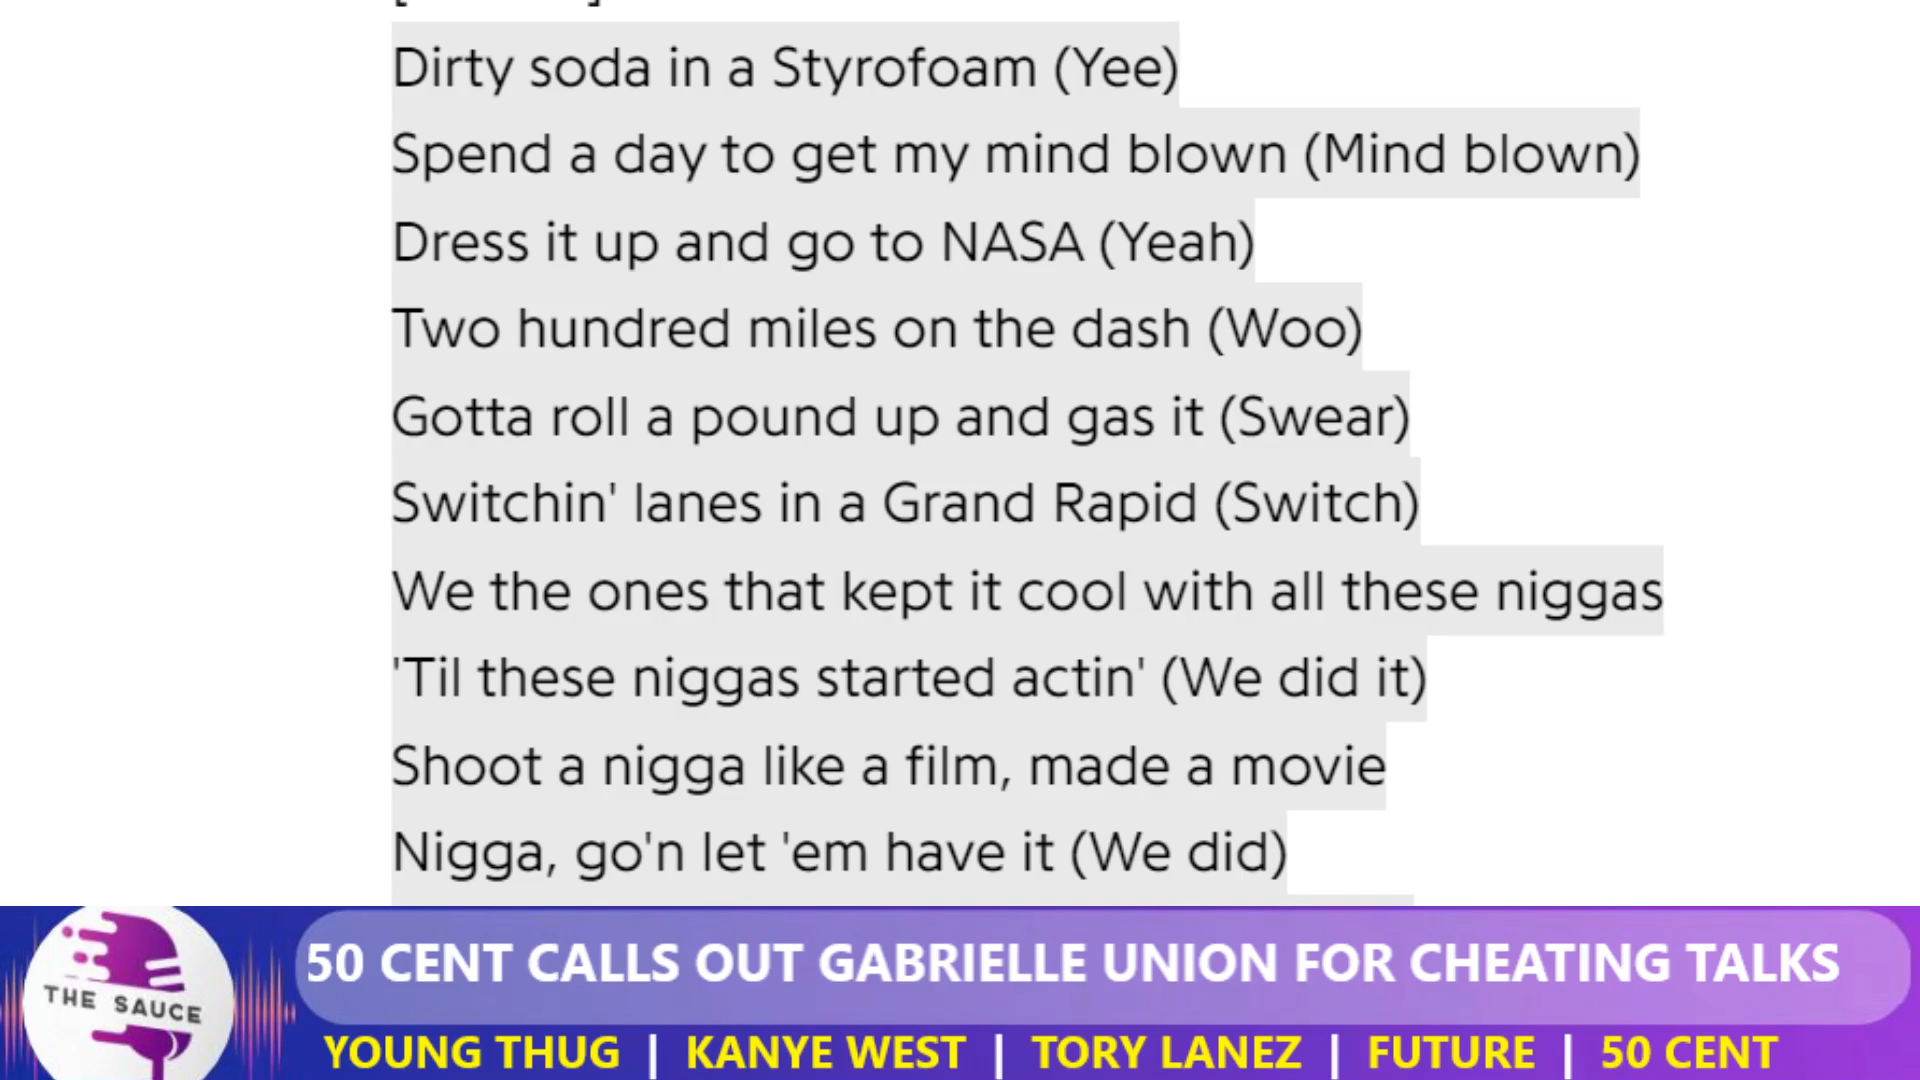 Dirty soda in a Styrofoam (Yee)
Spend a day to get my mind blown (Mind blown)
Dress it up and go to NASA (Yeah)
Two hundred miles on the dash (Woo)
Gotta roll a pound up and gas it (Swear)
Switchin' lanes in a Grand Rapid (Switch)
We the ones that kept it cool with all these niggas
'Til these niggas started actin' (We did it)
Shoot a nigga like a film, made a movie
Nigga, go'n let 'em have it (We did)
THE SAUCE
50 CENT CALLS OUT GABRIELLE UNION FOR CHEATING TALKS
YOUNG THUG | KANYE WEST | TORY LANEZ | FUTURE | 50 CENT